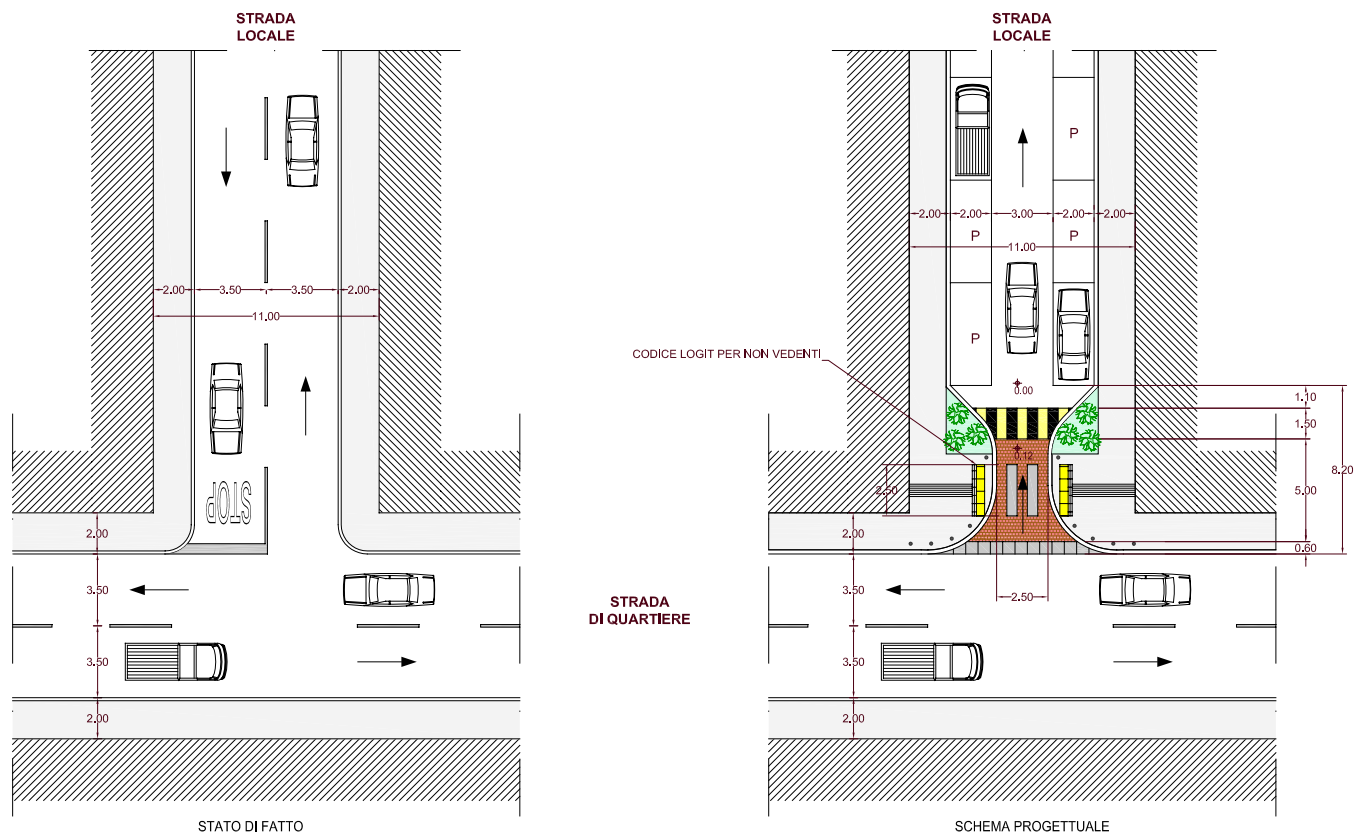 STRADA
LOCALE
2.00 3.50 3.50 2.00
11.00
STOP
2.00
3.50
3.50
2.00
STATO DI FATTO
STRADA
DI QUARTIERE
STRADA
LOCALE
P
2.00 2.00 3.00 2.00 2.00
P P
11.00
P
CODICE LOGIT PER NON VEDENTI
0.00
1.10
1.50
0.12
8.20
2.50
5.00
2.00
0.60
3.50
2.50
3.50
2.00
SCHEMA PROGETTUALE